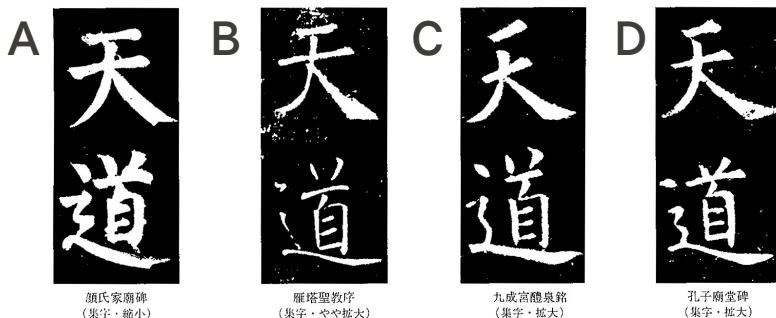 A
天
道
顔氏家廟碑
(集字・縮小)
B
天
道
雁塔聖教序
(集字・やや拡大)
C
天
道
九成宮醴泉銘
(集字・拡大)
D
天
道
孔子廟堂碑
(集字・拡大)